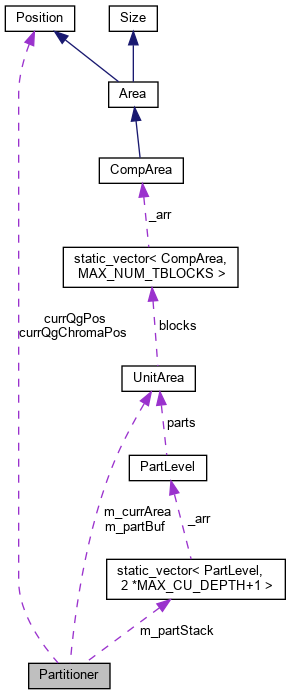 Position
Size
Area
CompArea
_arr
static_vector< CompArea,
MAX_NUM_TBLOCKS >
currQgPos
currQgChromaPos
blocks
UnitArea
parts
PartLevel
m_currArea
m_partBuf
_arr
static_vector< PartLevel,
2 *MAX_CU_DEPTH+1 >
m_partStack
Partitioner